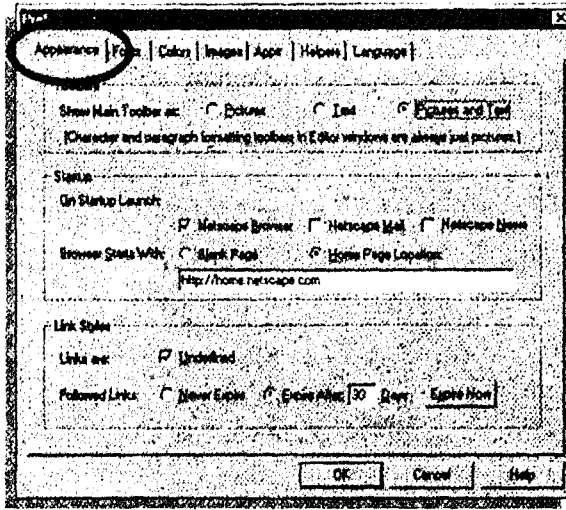 Appearance Fonts Colors Images Apps Helpers Language
Toolbars
Show Main Toolbar as: Pictures Text Pictures and Text
(Character and paragraph formatting toolbars in Editor windows are always just pictures.)
Startup
On Startup Launch:
Netscape Browser Netscape Mail Netscape News
Browser Starts With: Blank Page Home Page Location:
http://home.netscape.com
Link Styles
Links are: Underlined
Followed Links: Never Expire Expire After: 30 Days Expire Now
OK Cancel Help